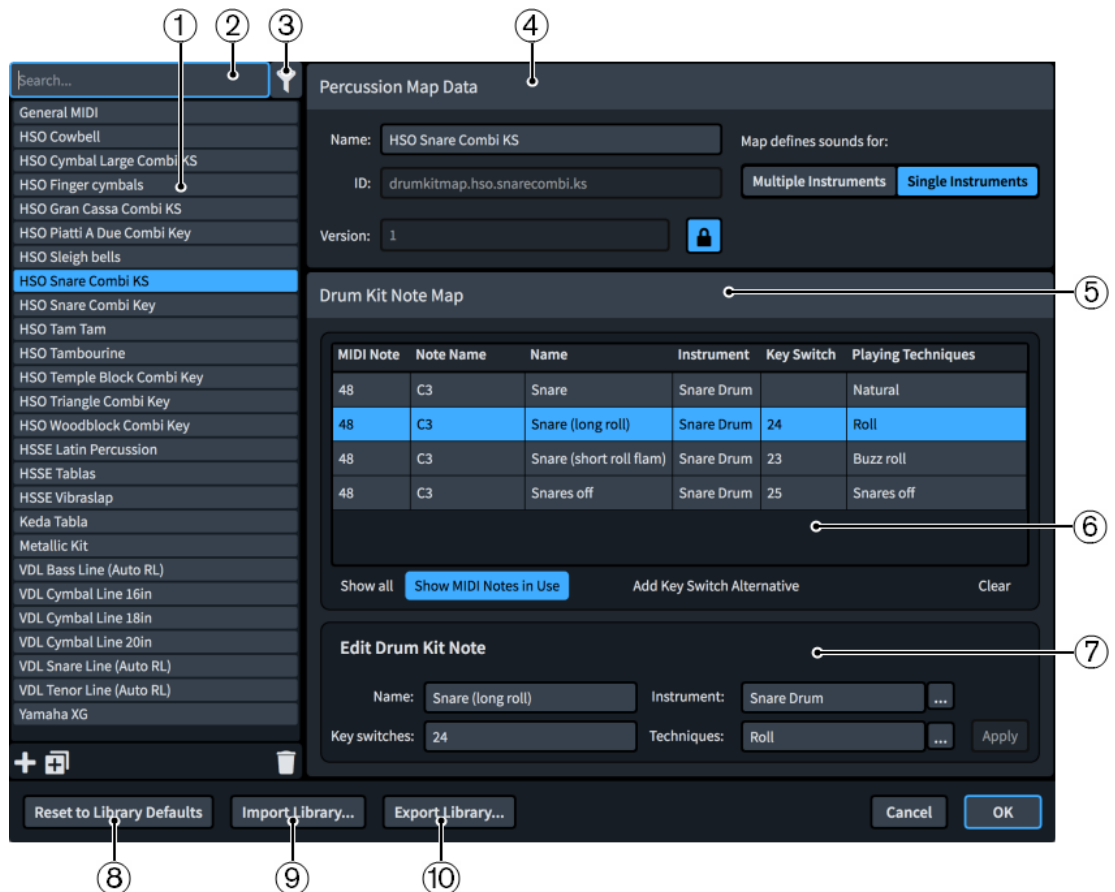 ① ② ③ ④
Search...
General MIDI
HSO Cowbell
HSO Cymbal Large Combi KS
HSO Finger cymbals
HSO Gran Cassa Combi KS
HSO Piatti A Due Combi Key
HSO Sleigh bells
HSO Snare Combi KS
HSO Snare Combi Key
HSO Tam Tam
HSO Tambourine
HSO Temple Block Combi Key
HSO Triangle Combi Key
HSO Woodblock Combi Key
HSSE Latin Percussion
HSSE Tablas
HSSE Vibraslap
Keda Tabla
Metallic Kit
VDL Bass Line (Auto RL)
VDL Cymbal Line 16in
VDL Cymbal Line 18in
VDL Cymbal Line 20in
VDL Snare Line (Auto RL)
VDL Tenor Line (Auto RL)
Yamaha XG
Percussion Map Data
Name: HSO Snare Combi KS
Map defines sounds for:
ID: drumkitmap.hso.snarecombi.ks
Multiple Instruments Single Instruments
Version: 1
Drum Kit Note Map
⑤
MIDI Note Note Name Name Instrument Key Switch Playing Techniques
48 C3 Snare Snare Drum Natural
48 C3 Snare (long roll) Snare Drum 24 Roll
48 C3 Snare (short roll flam) Snare Drum 23 Buzz roll
48 C3 Snares off Snare Drum 25 Snares off
⑥
Show all Show MIDI Notes in Use Add Key Switch Alternative Clear
Edit Drum Kit Note
⑦
Name: Snare (long roll) Instrument: Snare Drum ...
Key switches: 24 Techniques: Roll ... Apply
Reset to Library Defaults Import Library... Export Library... Cancel OK
⑧ ⑨ ⑩